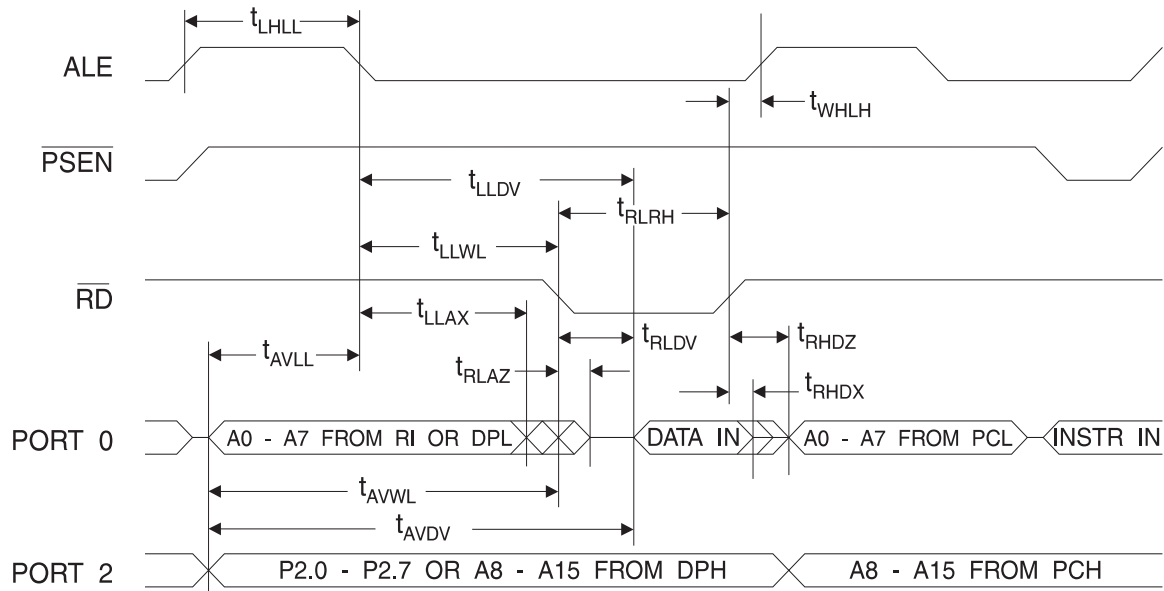 tLHLL
ALE
tWHLH
PSEN
tLLDV
tRLRH
tLLWL
RD
tLLAX
tRLDV
tRHDZ
tAVLL
tRLAZ
tRHDX
PORT 0
A0 - A7 FROM RI OR DPL
DATA IN
A0 - A7 FROM PCL
INSTR IN
tAVWL
tAVDV
PORT 2
P2.0 - P2.7 OR A8 - A15 FROM DPH
A8 - A15 FROM PCH